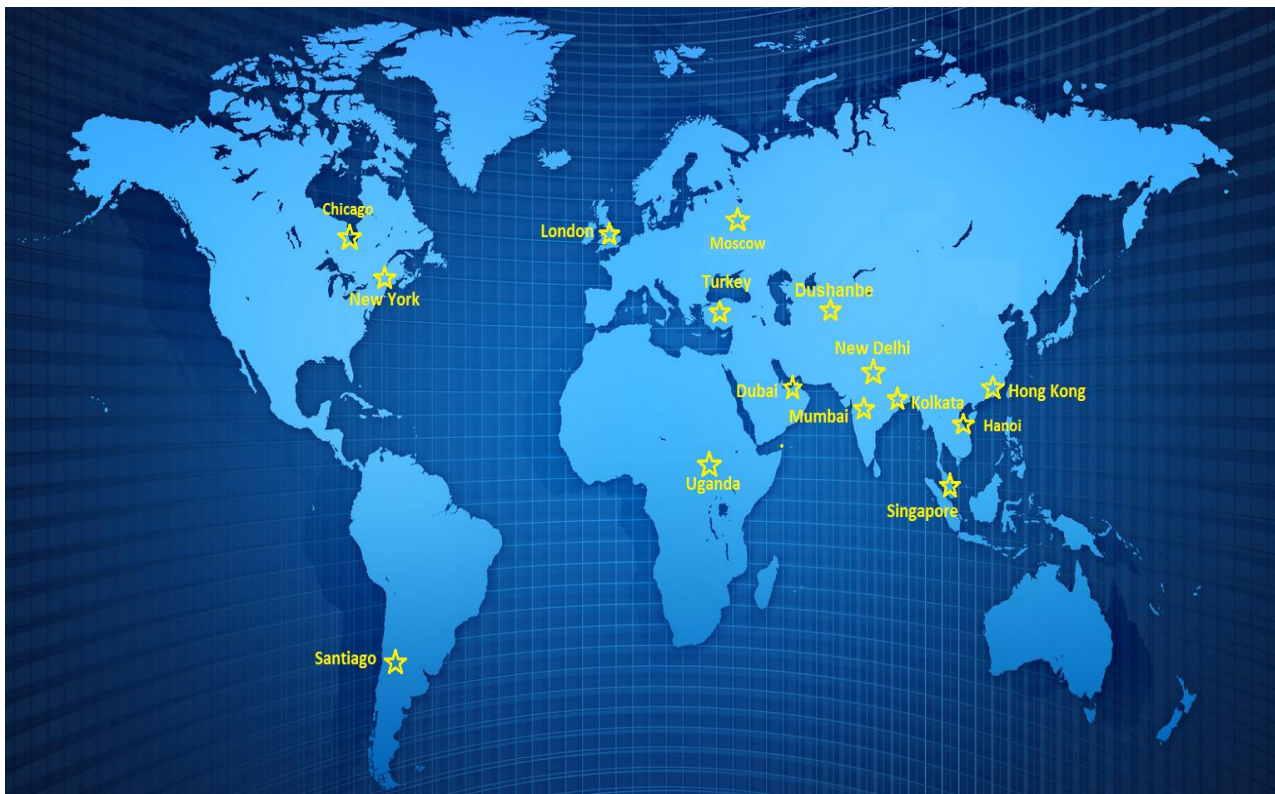 Chicago
London
Moscow
Turkey
Dushanbe
New York
New Delhi
Dubai
Hong Kong
Kolkata
Mumbai
Hanoi
Uganda
Singapore
Santiago